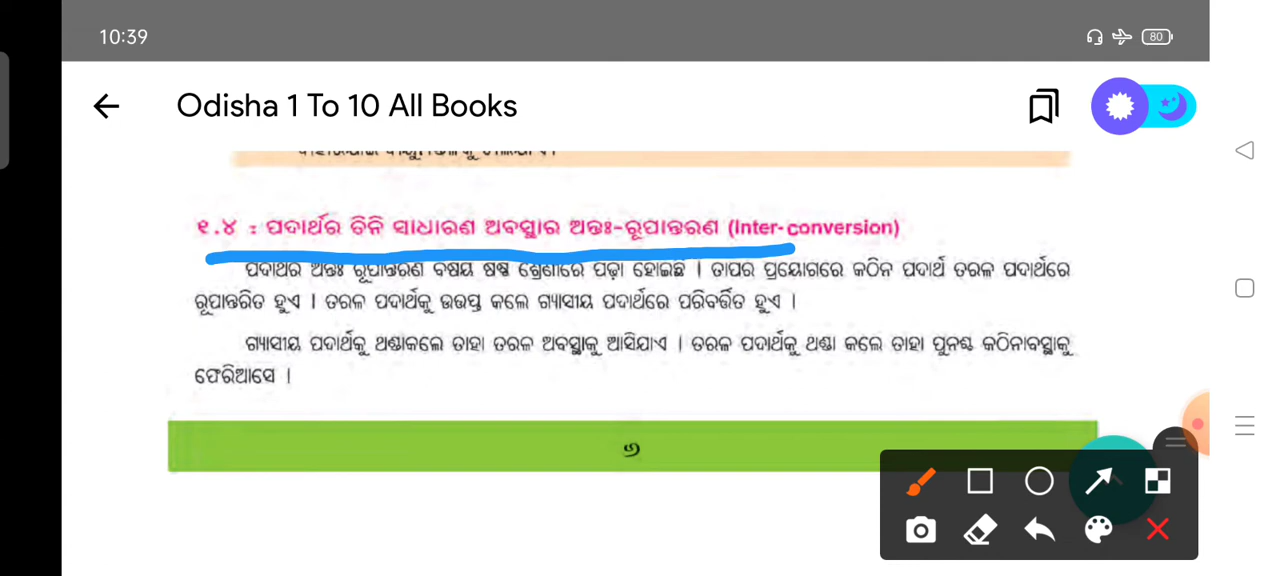 10:39
80
Odisha 1 To 10 All Books
୧.୪ : ପଦାର୍ଥର ତିନି ସାଧାରଣ ଅବସ୍ଥାର ଅନ୍ତଃ-ରୂପାନ୍ତରଣ (Inter-conversion)
ପଦାର୍ଥର ଅନ୍ତଃ ରୂପାନ୍ତରଣ ବିଷୟ ଷଷ୍ଠ ଶ୍ରେଣୀରେ ପଢ଼ା ହୋଇଛି । ତାପର ପ୍ରୟୋଗରେ କଠିନ ପଦାର୍ଥ ତରଳ ପଦାର୍ଥରେ
ରୂପାନ୍ତରିତ ହୁଏ । ତରଳ ପଦାର୍ଥକୁ ଉତ୍ତପ୍ତ କଲେ ଗ୍ୟାସୀୟ ପଦାର୍ଥରେ ପରିବର୍ତ୍ତିତ ହୁଏ ।
ଗ୍ୟାସୀୟ ପଦାର୍ଥକୁ ଥଣ୍ଡାକଲେ ତାହା ତରଳ ଅବସ୍ଥାକୁ ଆସିଯାଏ । ତରଳ ପଦାର୍ଥକୁ ଥଣ୍ଡା କଲେ ତାହା ପୁନଶ୍ଚ କଠିନାବସ୍ଥାକୁ
ଫେରିଆସେ ।
୬